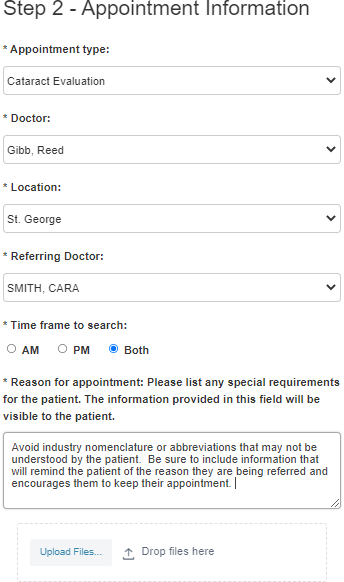 Step 2 - Appointment Information
* Appointment type:
Cataract Evaluation
* Doctor:
Gibb, Reed
* Location:
St. George
* Referring Doctor:
SMITH, CARA
* Time frame to search:
AM PM Both
* Reason for appointment: Please list any special requirements
for the patient. The information provided in this field will be
visible to the patient.
Avoid industry nomenclature or abbreviations that may not be
understood by the patient.  Be sure to include information that
will remind the patient of the reason they are being referred and
encourages them to keep their appointment.
Upload Files... Drop files here